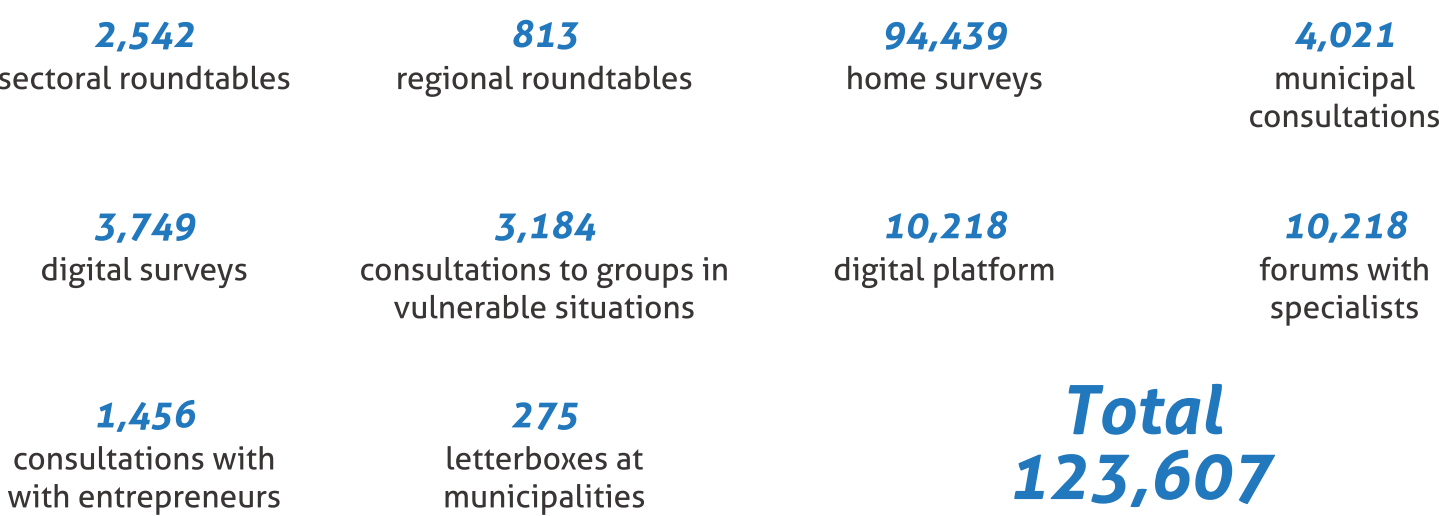 2,542
sectoral roundtables
813
regional roundtables
94,439
home surveys
4,021
municipal
consultations
3,749
digital surveys
3,184
consultations to groups in
vulnerable situations
10,218
digital platform
10,218
forums with
specialists
1,456
consultations with
with entrepreneurs
275
letterboxes at
municipalities
Total
123,607